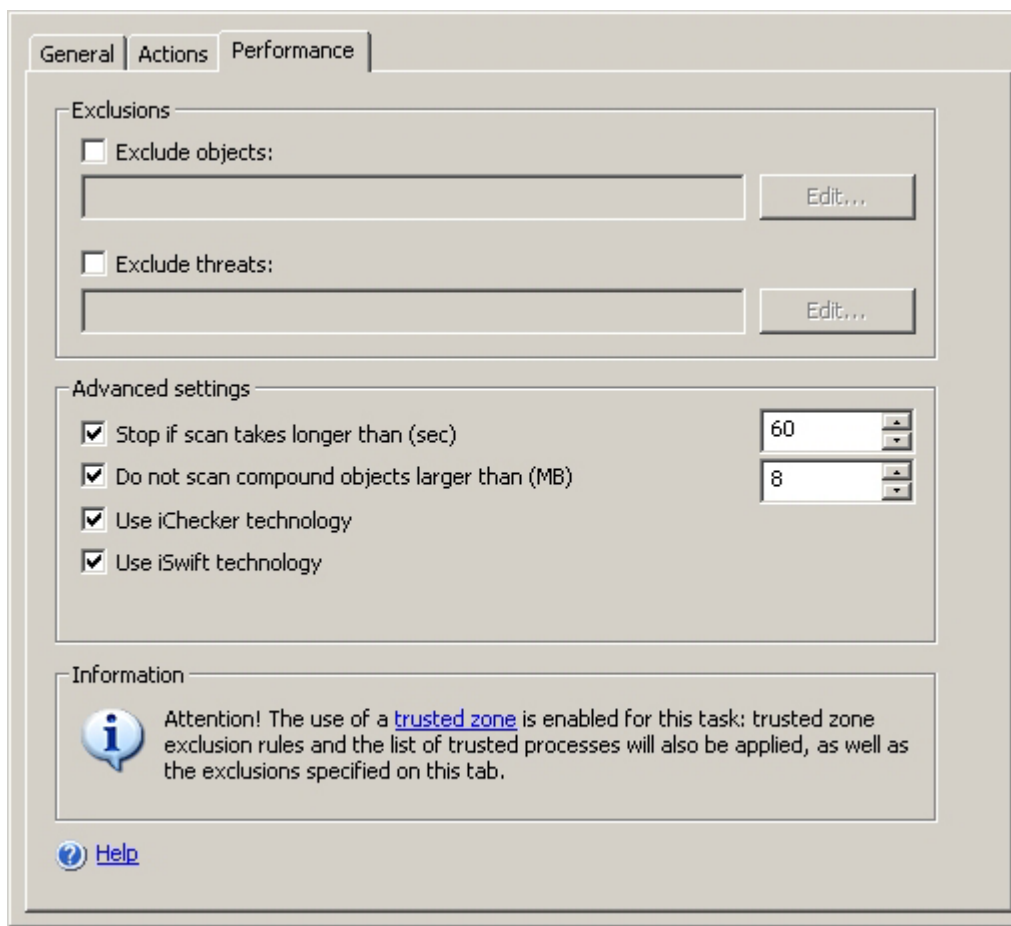 General
Actions
Performance
Exclusions
Exclude objects:
Edit...
Exclude threats:
Edit...
Advanced settings
Stop if scan takes longer than (sec)
60
Do not scan compound objects larger than (MB)
8
Use iChecker technology
Use iSwift technology
Information
Attention! The use of a trusted zone is enabled for this task: trusted zone
exclusion rules and the list of trusted processes will also be applied, as well as
the exclusions specified on this tab.
Help